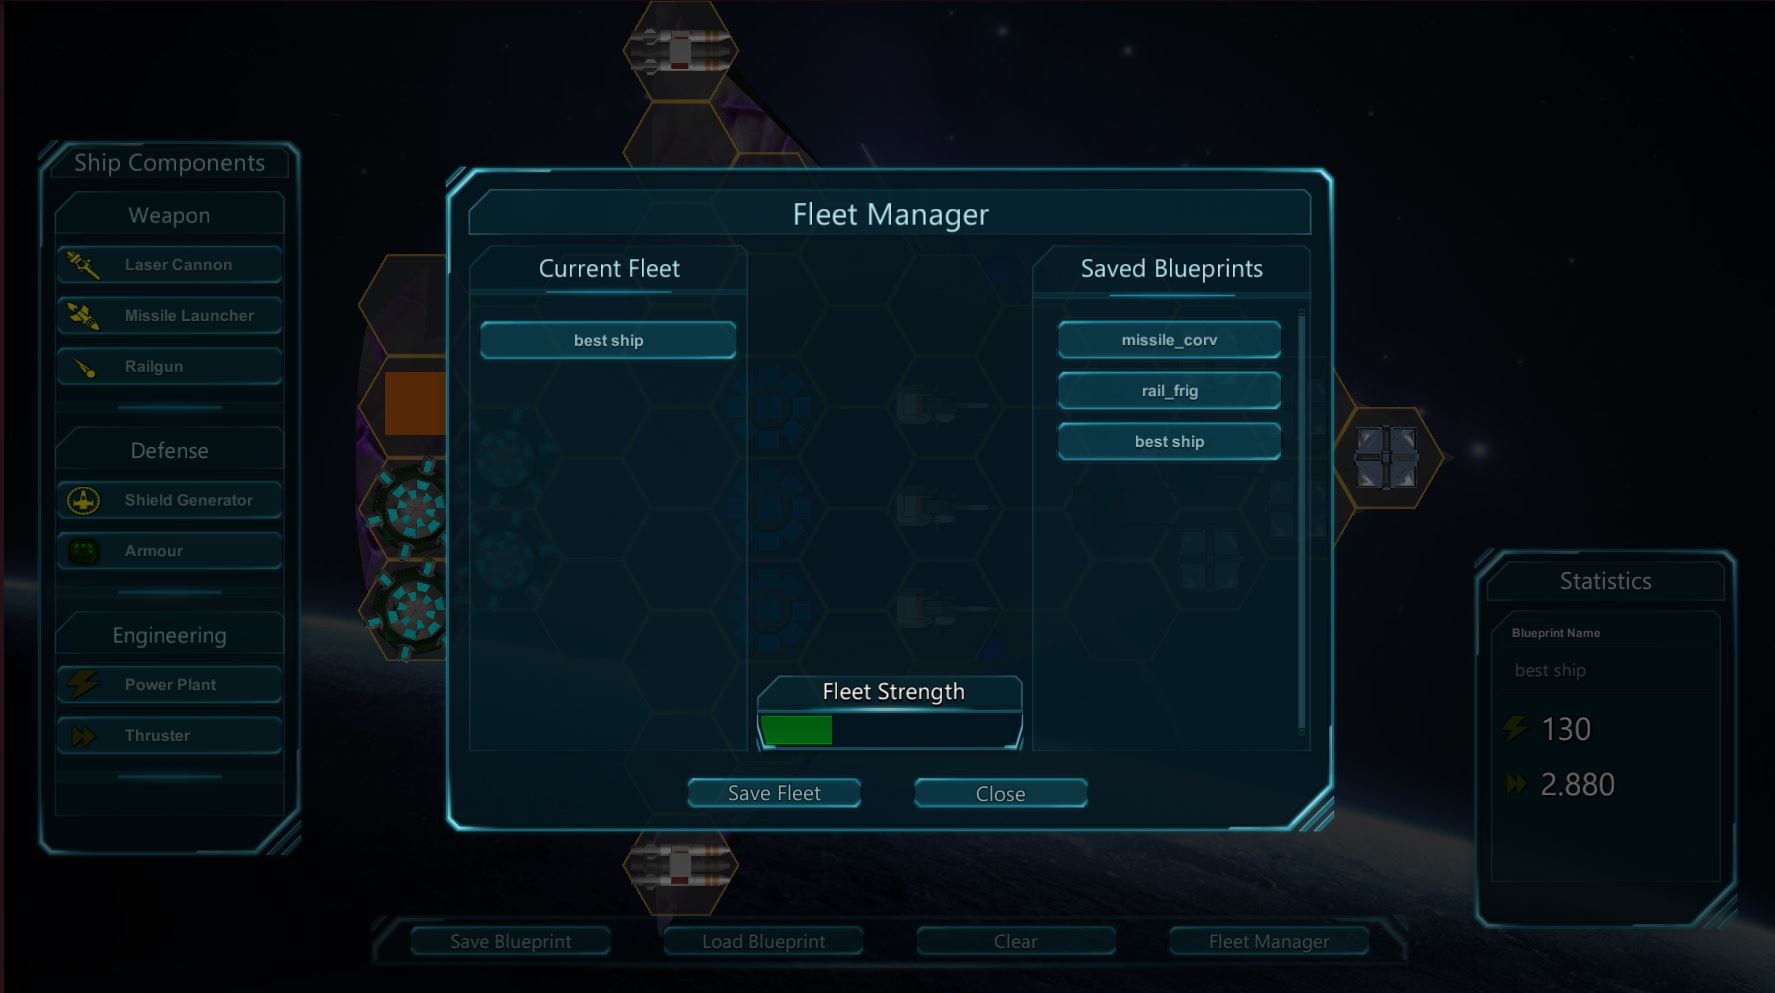 Ship Components
Weapon
Laser Cannon
Missile Launcher
Railgun
Defense
Shield Generator
Armour
Engineering
Power Plant
Thruster
Fleet Manager
Current Fleet
best ship
Saved Blueprints
missile_corv
rail_frig
best ship
Fleet Strength
Save Fleet
Close
Statistics
Blueprint Name
best ship
130
2.880
Save Blueprint
Load Blueprint
Clear
Fleet Manager